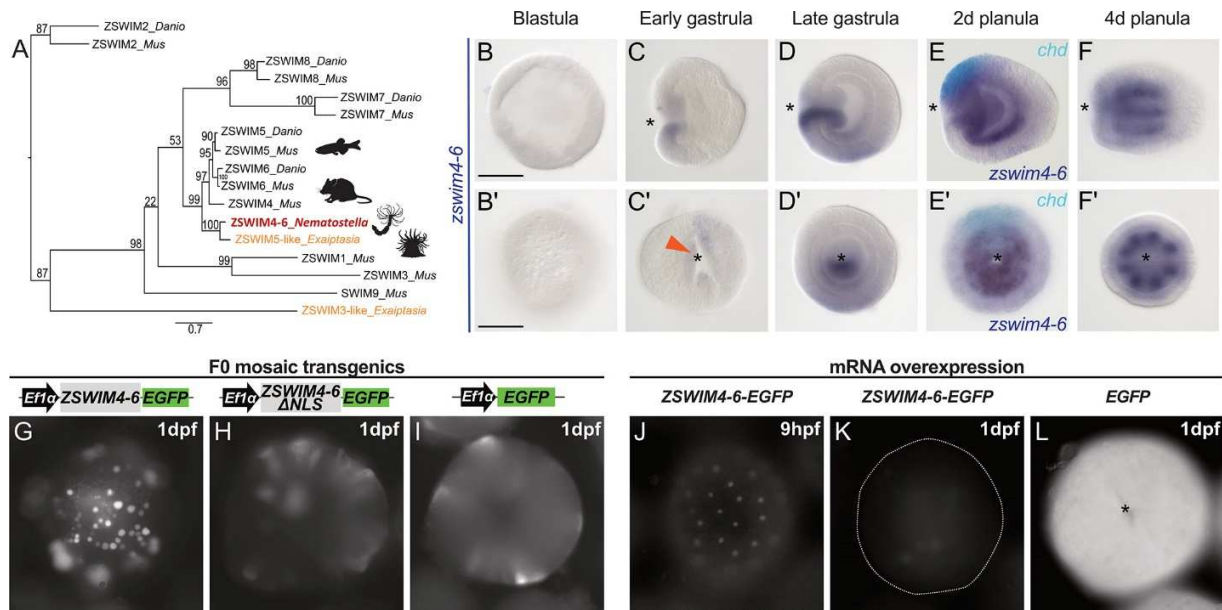 Blastula
Early gastrula
Late gastrula
2d planula
4d planula
A
87
ZSWIM2_Danio
ZSWIM2_Mus
98
ZSWIM8_Danio
ZSWIM8_Mus
96
100
ZSWIM7_Danio
ZSWIM7_Mus
53
90
ZSWIM5_Danio
95
ZSWIM5_Mus
97
ZSWIM6_Danio
100
ZSWIM6_Mus
99
ZSWIM4_Mus
22
100
ZSWIM4-6_Nematostella
ZSWIM5-like_Exaiptasia
98
99
ZSWIM1_Mus
ZSWIM3_Mus
87
SWIM9_Mus
ZSWIM3-like_Exaiptasia
0.7
zswim4-6
B
C
*
D
*
E
chd
*
zswim4-6
F
*
B'
C'
*
D'
*
E'
chd
*
zswim4-6
F'
*
F0 mosaic transgenics
Ef1α ZSWIM4-6 EGFP
Ef1α ZSWIM4-6 ΔNLS EGFP
Ef1α EGFP
G 1dpf
H 1dpf
I 1dpf
mRNA overexpression
ZSWIM4-6-EGFP
ZSWIM4-6-EGFP
EGFP
J 9hpf
K 1dpf
L 1dpf
*